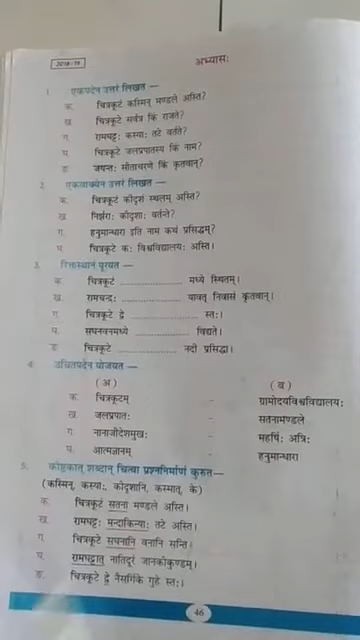 2018-19
अभ्यासः
1. एकपदेन उत्तरं लिखत —
क. चित्रकूटं कस्मिन् मण्डले अस्ति?
ख. चित्रकूटे सर्वत्र किं राजते?
ग. रामघट्टः कस्याः तटे वर्तते?
घ. चित्रकूटे जलप्रपातस्य किं नाम?
ङ. जयन्तः सीताचरणे किं कृतवान्?
2. एकवाक्येन उत्तरं लिखत —
क. चित्रकूटं कीदृशं स्थलम् अस्ति?
ख. निर्झराः कीदृशाः वर्तन्ते?
ग. हनुमान्धारा इति नाम कथं प्रसिद्धम्?
घ. चित्रकूटे कः विश्वविद्यालयः अस्ति।
3. रिक्तस्थानं पूरयत —
क. चित्रकूटं .................... मध्ये स्थितम्।
ख. रामचन्द्रः .................... यावत् निवासं कृतवान्।
ग. चित्रकूटे द्वे .................... स्तः।
घ. सघनवनमध्ये .................... विद्यते।
ङ. चित्रकूटे .................... नदी प्रसिद्धा।
4. उचितपदेन योजयत —
(अ) (ब)
क. चित्रकूटम् - ग्रामोदयविश्वविद्यालयः
ख. जलप्रपातः - सतनामण्डले
ग. नानाजीदेशमुखः - महर्षिः अत्रिः
घ. आत्मज्ञानम् - हनुमान्धारा
5. कोष्ठकात् शब्दान् चित्वा प्रश्ननिर्माणं कुरुत—
(कस्मिन्, कस्याः, कीदृशानि, कस्मात्, के)
क. चित्रकूटं सतना मण्डले अस्ति।
ख. रामघट्टः मन्दाकिन्याः तटे अस्ति।
ग. चित्रकूटे सघनानि वनानि सन्ति।
घ. रामघट्टात् नातिदूरं जानकीकुण्डम्।
ङ. चित्रकूटे द्वे नैसर्गिके गुहे स्तः।
46